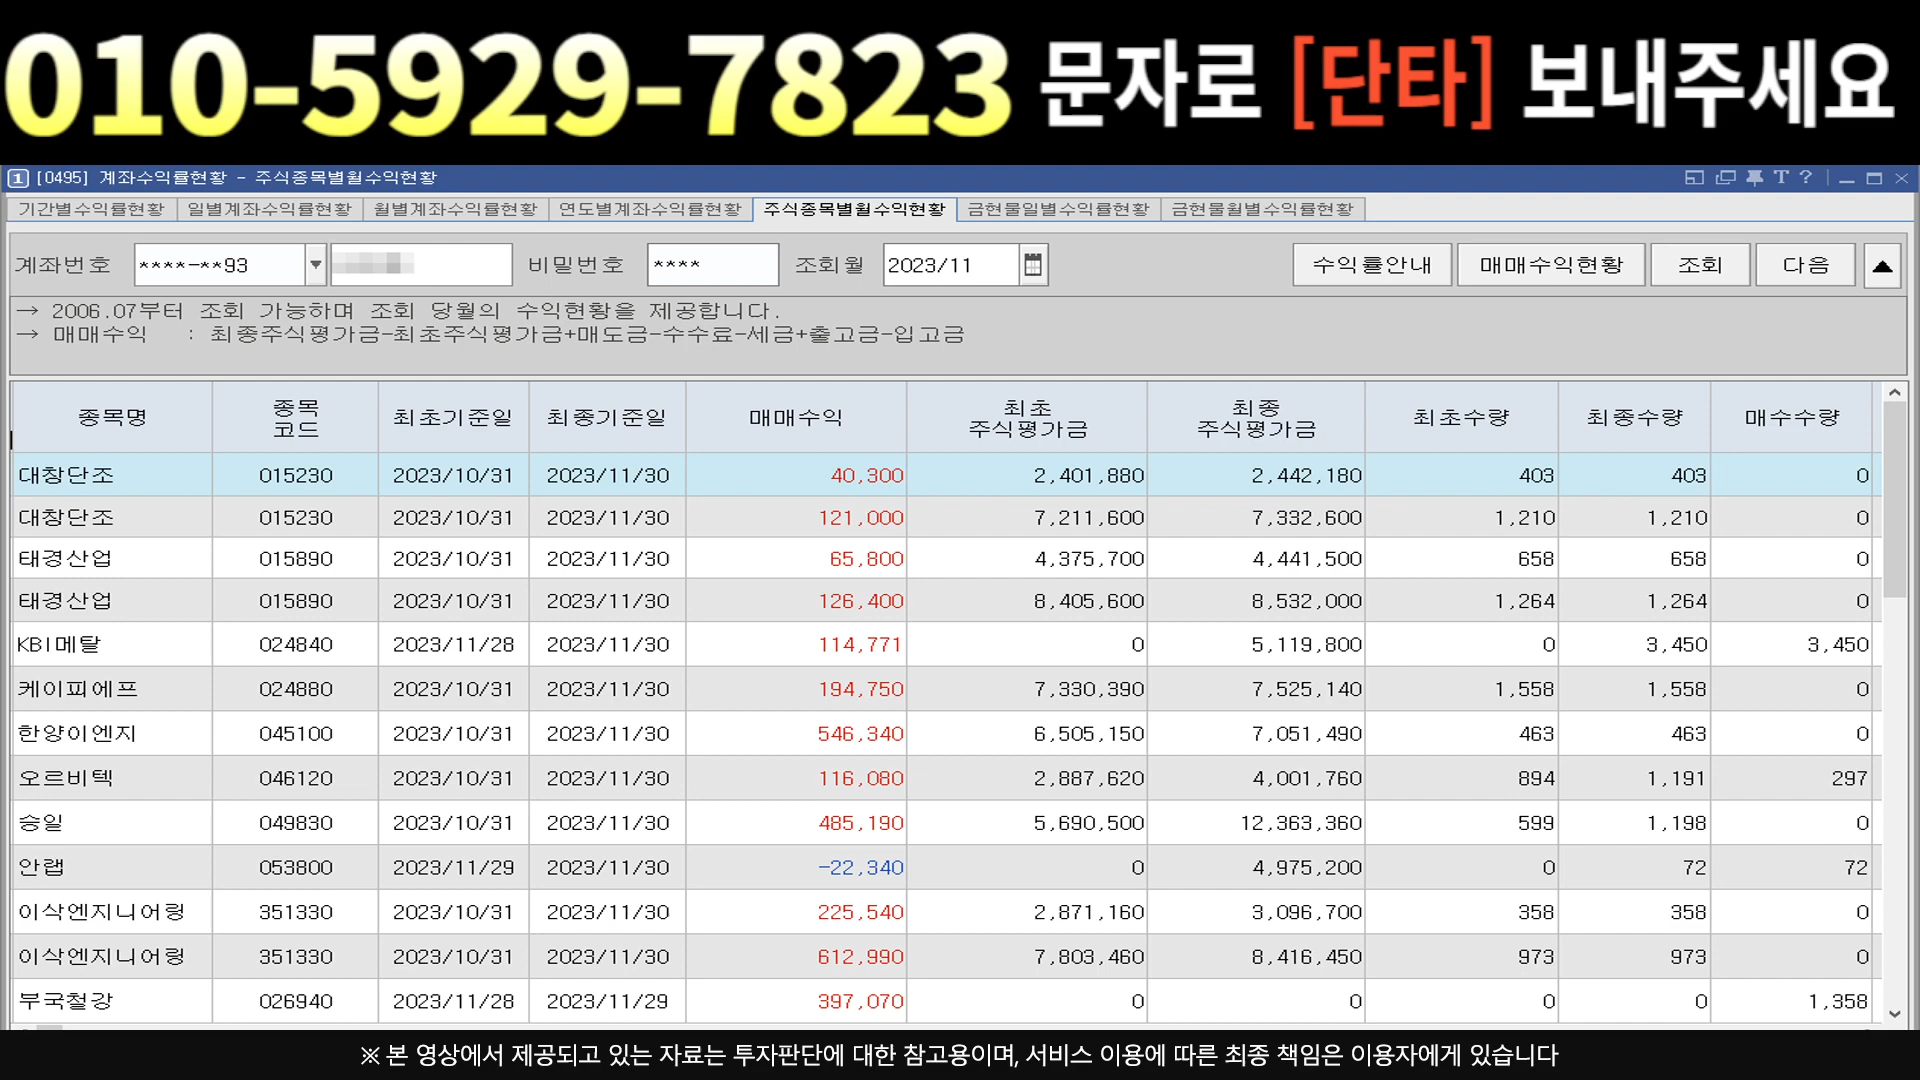 010-5929-7823 문자로 [단타] 보내주세요
1 [0495] 계좌수익률현황 - 주식종목별월수익현황
기간별수익률현황 일별계좌수익률현황 월별계좌수익률현황 연도별계좌수익률현황 주식종목별월수익현황 금현물일별수익률현황 금현물월별수익률현황
계좌번호 ****-**93 비밀번호 **** 조회월 2023/11 수익률안내 매매수익현황 조회 다음
→ 2006.07부터 조회 가능하며 조회 당월의 수익현황을 제공합니다.
→ 매매수익 : 최종주식평가금-최초주식평가금+매도금-수수료-세금+출고금-입고금
종목명 종목코드 최초기준일 최종기준일 매매수익 최초주식평가금 최종주식평가금 최초수량 최종수량 매수수량
대창단조 015230 2023/10/31 2023/11/30 40,300 2,401,880 2,442,180 403 403 0
대창단조 015230 2023/10/31 2023/11/30 121,000 7,211,600 7,332,600 1,210 1,210 0
태경산업 015890 2023/10/31 2023/11/30 65,800 4,375,700 4,441,500 658 658 0
태경산업 015890 2023/10/31 2023/11/30 126,400 8,405,600 8,532,000 1,264 1,264 0
KBI메탈 024840 2023/11/28 2023/11/30 114,771 0 5,119,800 0 3,450 3,450
케이피에프 024880 2023/10/31 2023/11/30 194,750 7,330,390 7,525,140 1,558 1,558 0
한양이엔지 045100 2023/10/31 2023/11/30 546,340 6,505,150 7,051,490 463 463 0
오르비텍 046120 2023/10/31 2023/11/30 116,080 2,887,620 4,001,760 894 1,191 297
승일 049830 2023/10/31 2023/11/30 485,190 5,690,500 12,363,360 599 1,198 0
안랩 053800 2023/11/29 2023/11/30 -22,340 0 4,975,200 0 72 72
이삭엔지니어링 351330 2023/10/31 2023/11/30 225,540 2,871,160 3,096,700 358 358 0
이삭엔지니어링 351330 2023/10/31 2023/11/30 612,990 7,803,460 8,416,450 973 973 0
부국철강 026940 2023/11/28 2023/11/29 397,070 0 0 0 0 1,358
※ 본 영상에서 제공되고 있는 자료는 투자판단에 대한 참고용이며, 서비스 이용에 따른 최종 책임은 이용자에게 있습니다